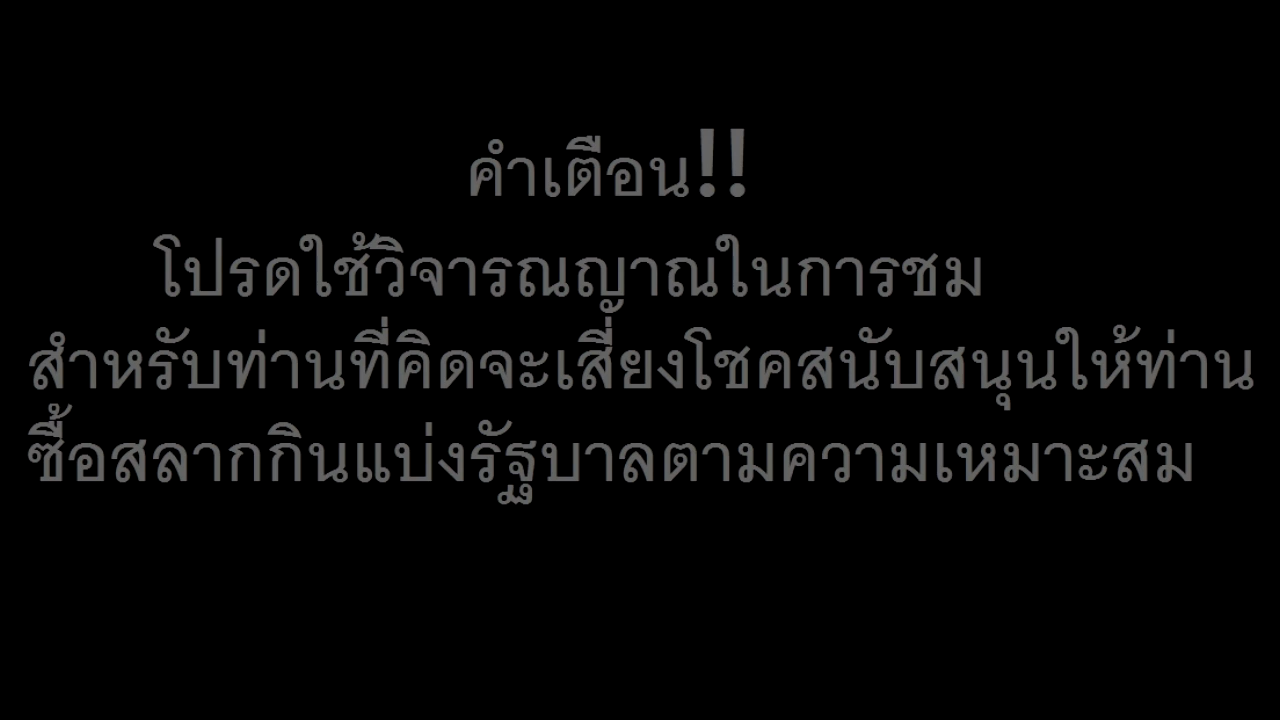 คำเตือน!!
โปรดใช้วิจารณญาณในการชม
สำหรับท่านที่คิดจะเสี่ยงโชคสนับสนุนให้ท่าน
ซื้อสลากกินแบ่งรัฐบาลตามความเหมาะสม